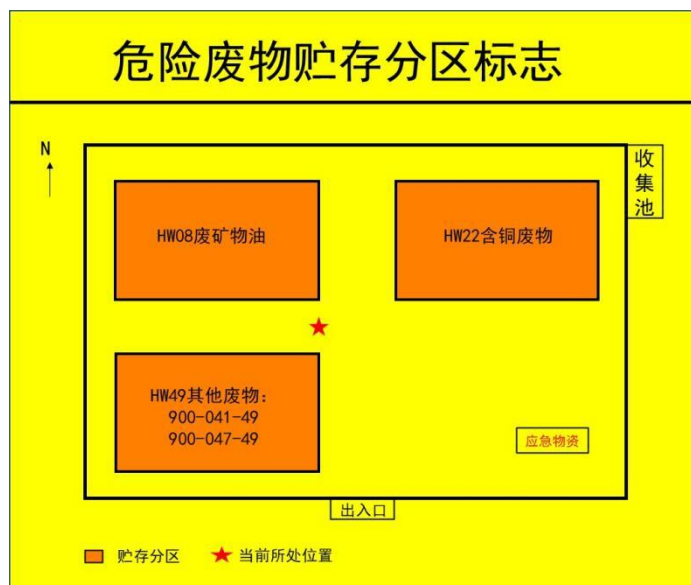 危险废物贮存分区标志
N
收集池
HW08废矿物油
HW22含铜废物
HW49其他废物：
900-041-49
900-047-49
应急物资
出入口
贮存分区
当前所处位置